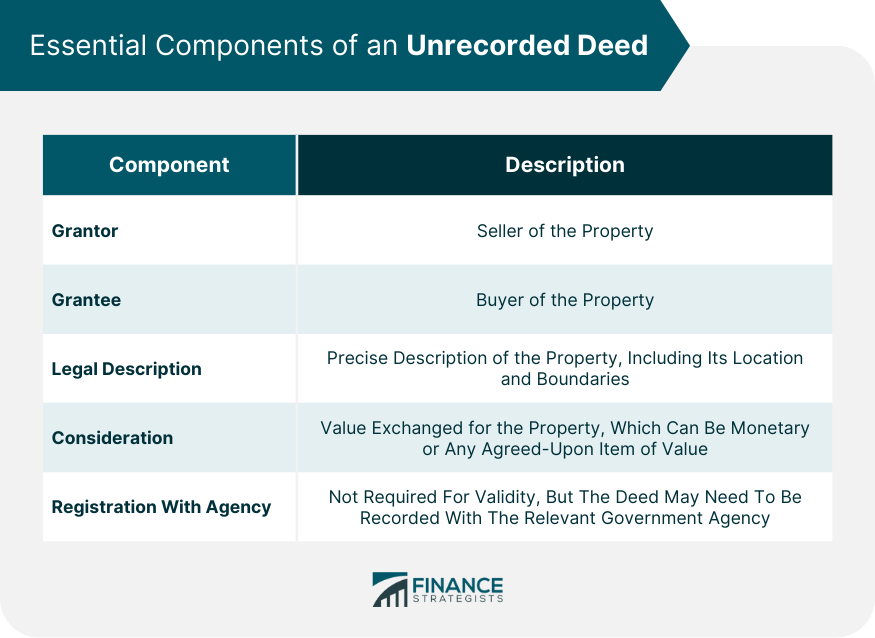 Essential Components of an Unrecorded Deed
Component
Description
Grantor
Seller of the Property
Grantee
Buyer of the Property
Legal Description
Precise Description of the Property, Including Its Location
and Boundaries
Consideration
Value Exchanged for the Property, Which Can Be Monetary
or Any Agreed-Upon Item of Value
Registration With Agency
Not Required For Validity, But The Deed May Need To Be
Recorded With The Relevant Government Agency
FINANCE
STRATEGISTS